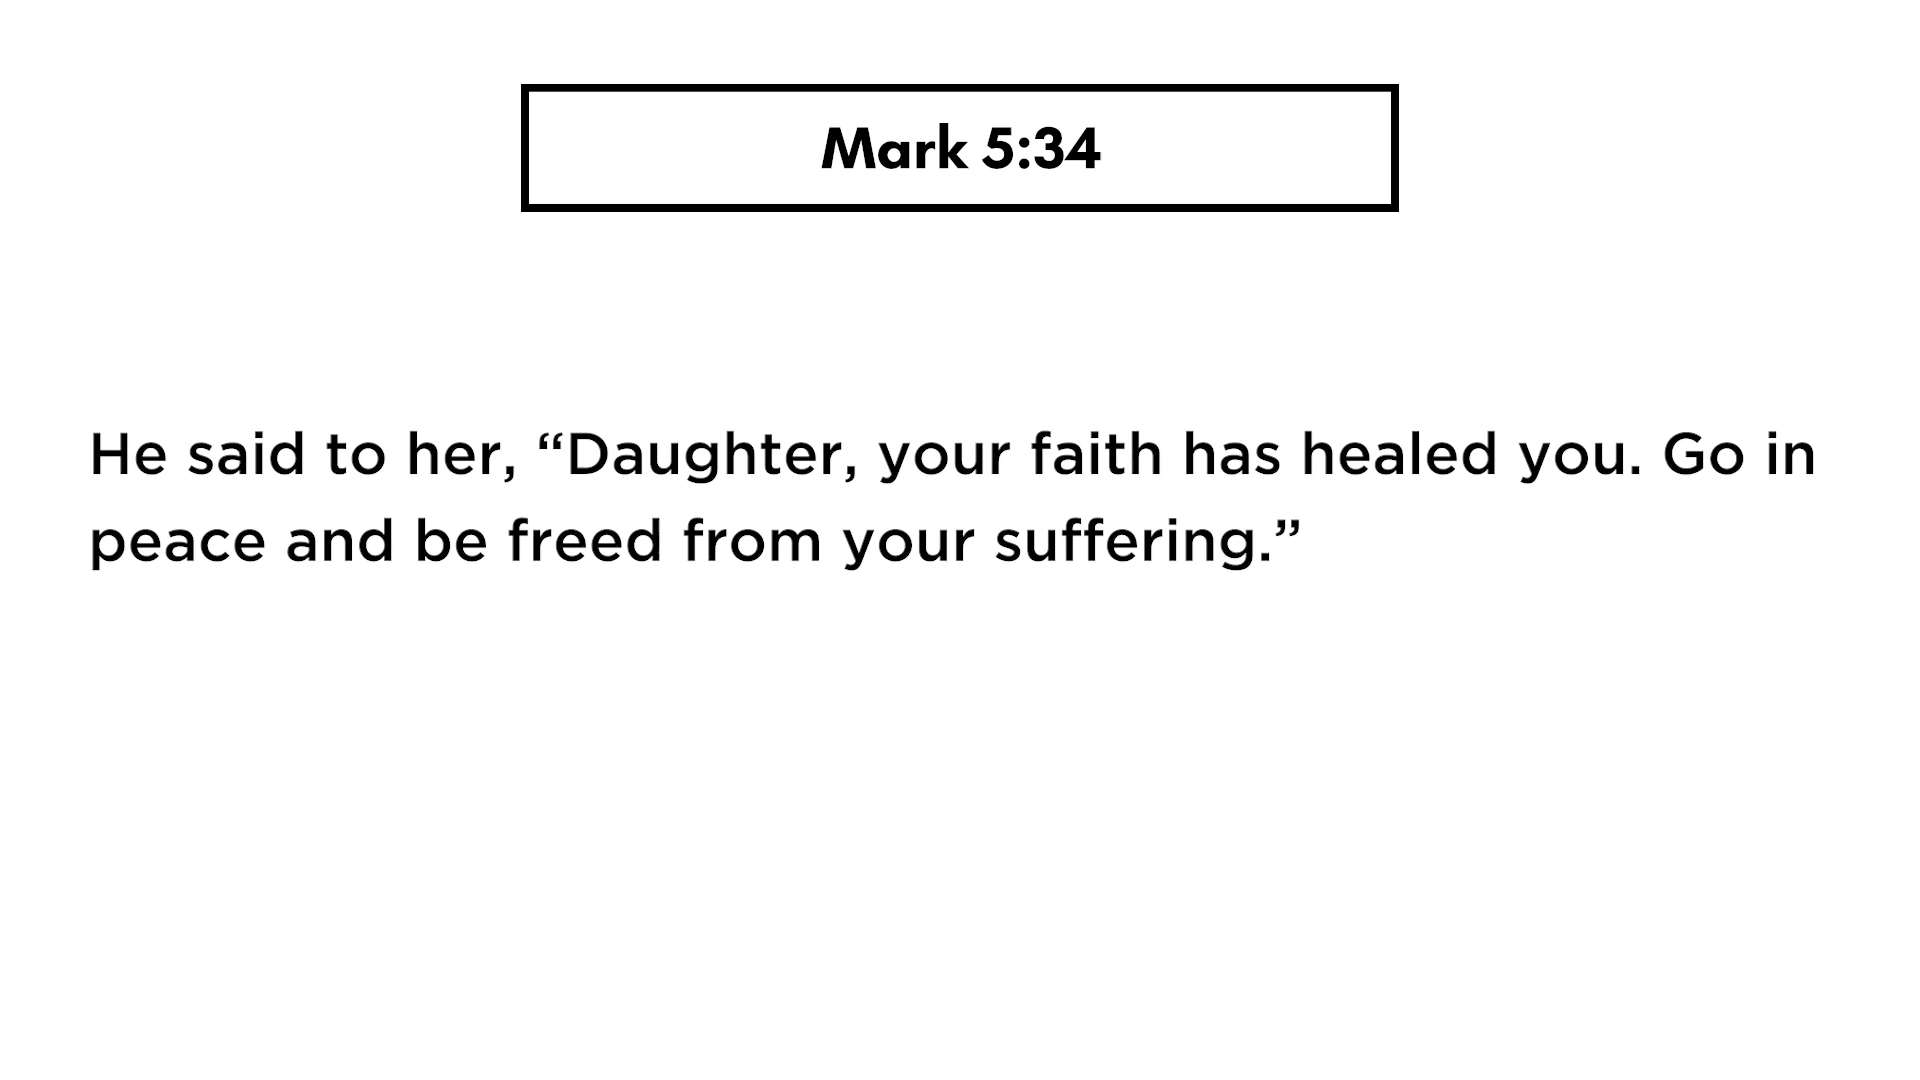 Mark 5:34
He said to her, “Daughter, your faith has healed you. Go in
peace and be freed from your suffering.”